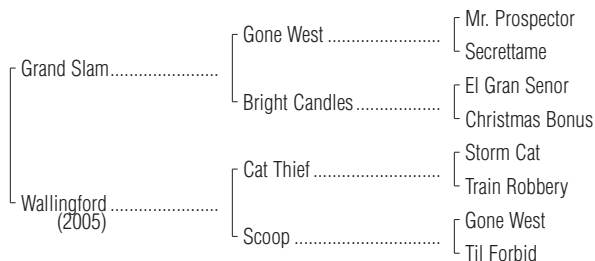 Mr. Prospector
Gone West ........................
Secrettame
Grand Slam.......................
El Gran Senor
Bright Candles ..................
Christmas Bonus
Storm Cat
Cat Thief ...........................
Train Robbery
Wallingford .......................
(2005)
Gone West
Scoop ...............................
Til Forbid